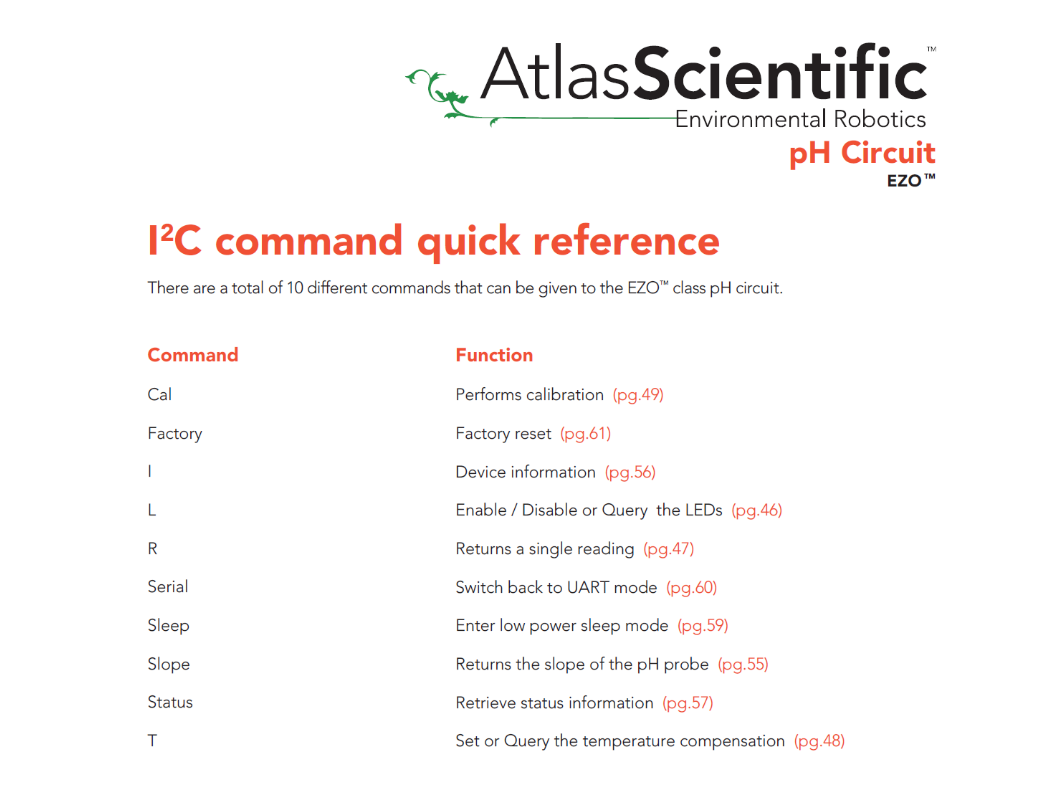 AtlasScientific™
Environmental Robotics
pH Circuit
EZO™
I²C command quick reference
There are a total of 10 different commands that can be given to the EZO™ class pH circuit.
Command Function
Cal Performs calibration (pg.49)
Factory Factory reset (pg.61)
I Device information (pg.56)
L Enable / Disable or Query the LEDs (pg.46)
R Returns a single reading (pg.47)
Serial Switch back to UART mode (pg.60)
Sleep Enter low power sleep mode (pg.59)
Slope Returns the slope of the pH probe (pg.55)
Status Retrieve status information (pg.57)
T Set or Query the temperature compensation (pg.48)